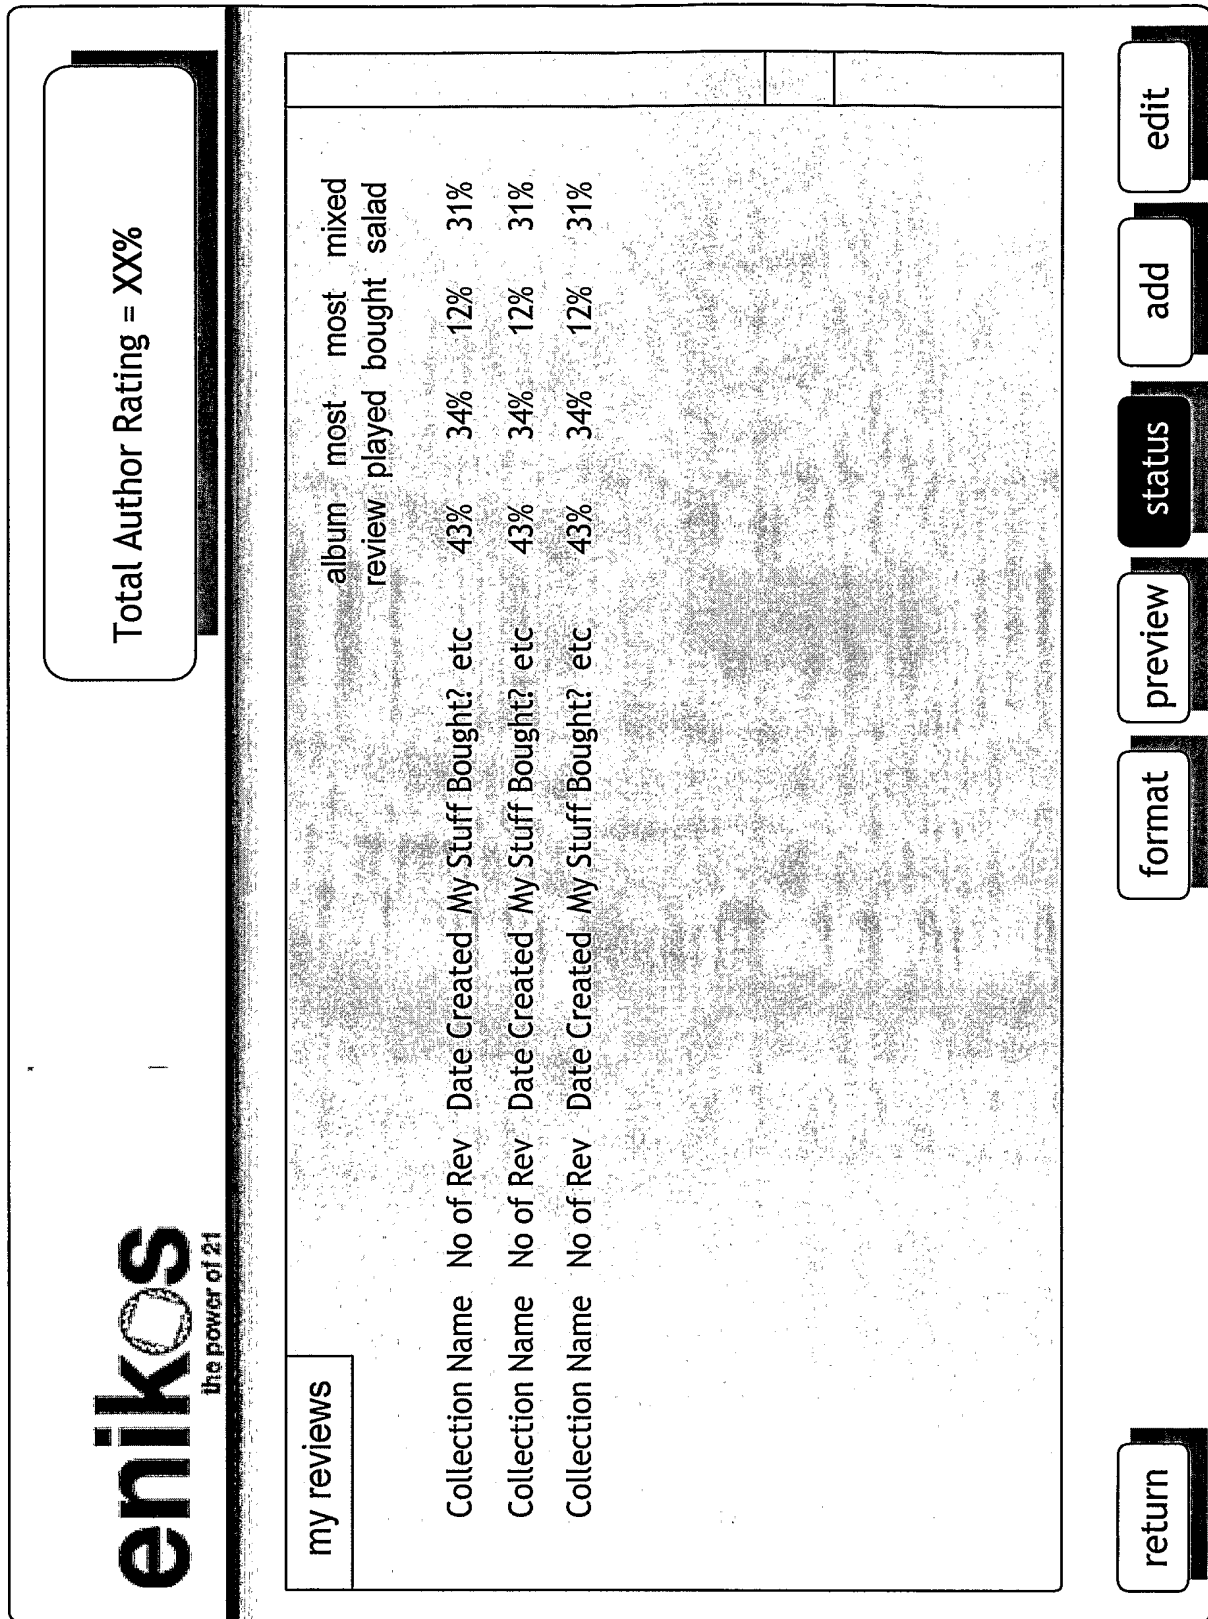 enikos
the power of 21
Total Author Rating = XX%
my reviews
album most most mixed
review played bought salad
Collection Name No of Rev Date Created My Stuff Bought? etc 43% 34% 12% 31%
Collection Name No of Rev Date Created My Stuff Bought? etc 43% 34% 12% 31%
Collection Name No of Rev Date Created My Stuff Bought? etc 43% 34% 12% 31%
return format preview status add edit